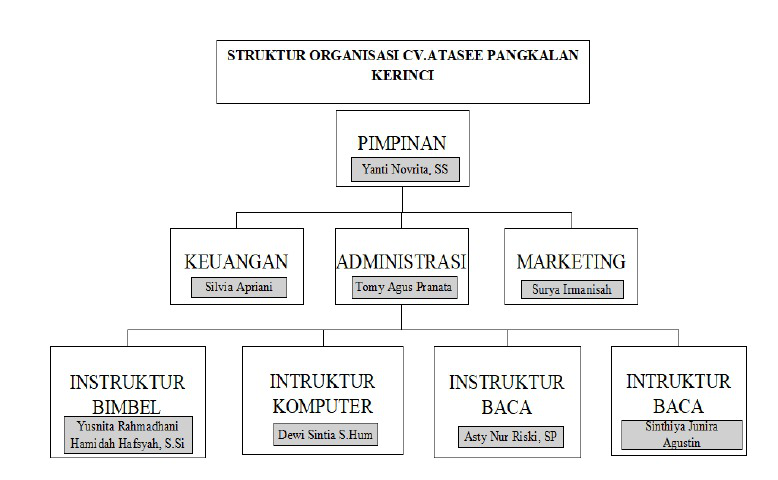 STRUKTUR ORGANISASI CV.ATASEE PANGKALAN
KERINCI
PIMPINAN
Yanti Novrita, SS
KEUANGAN
Silvia Apriani
ADMINISTRASI
Tomy Agus Pranata
MARKETING
Surya Irmanisah
INSTRUKTUR
BIMBEL
Yusnita Rahmadhani
Hamidah Hafsyah, S.Si
INTRUKTUR
KOMPUTER
Dewi Sintia S.Hum
INSTRUKTUR
BACA
Asty Nur Riski, SP
INTRUKTUR
BACA
Sinthiya Junira
Agustin